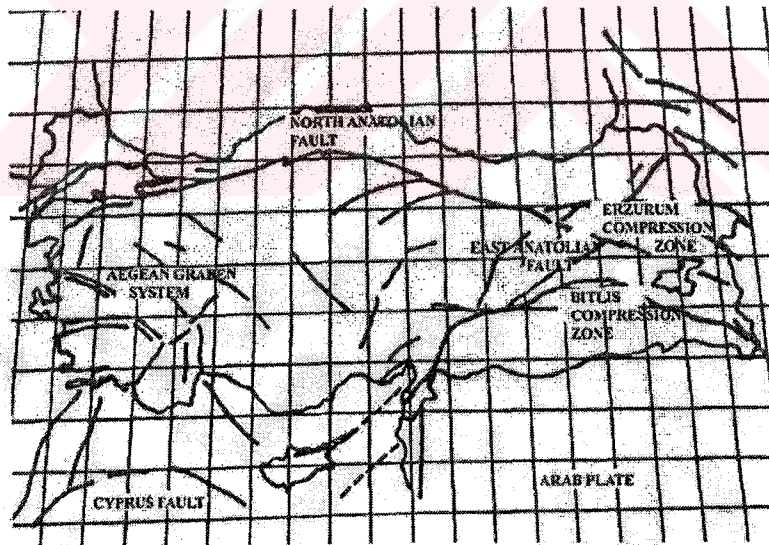 NORTH ANATOLIAN
FAULT
ERZURUM
COMPRESSION
ZONE
EAST ANATOLIAN
FAULT
AEGEAN GRABEN
SYSTEM
BITLIS
COMPRESSION
ZONE
ARAB PLATE
CYPRUS FAULT